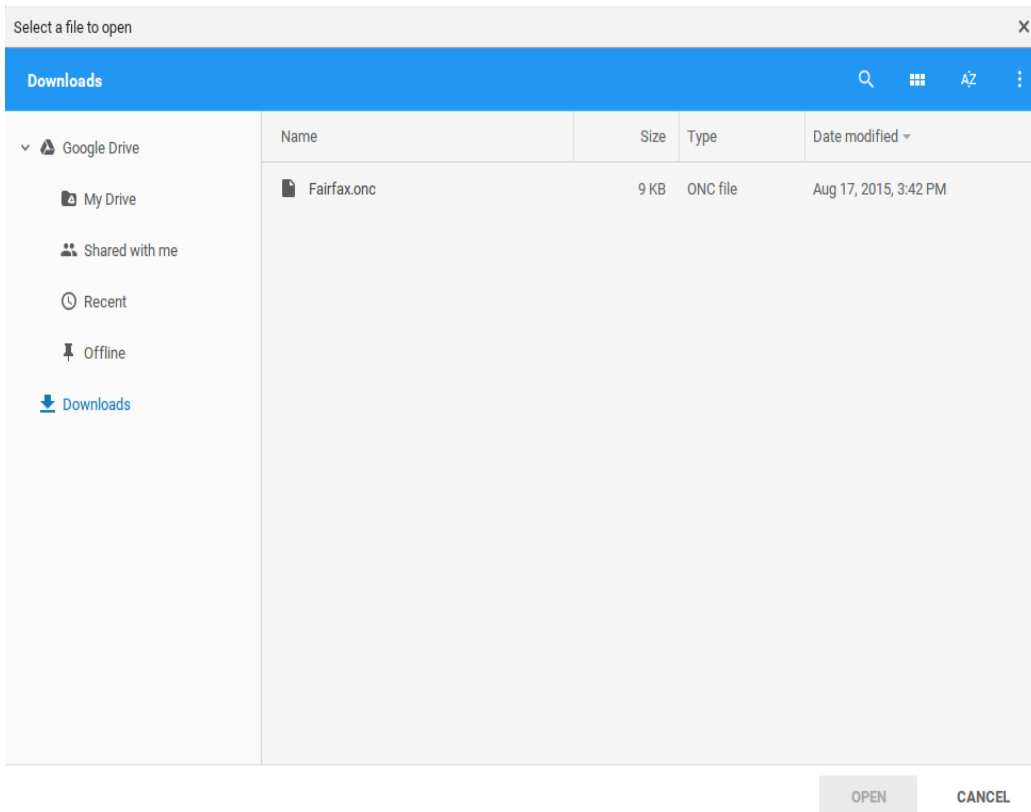 Select a file to open
Downloads
AZ
Google Drive
My Drive
Shared with me
Recent
Offline
Downloads
Name Size Type Date modified
Fairfax.onc 9 KB ONC file Aug 17, 2015, 3:42 PM
OPEN CANCEL